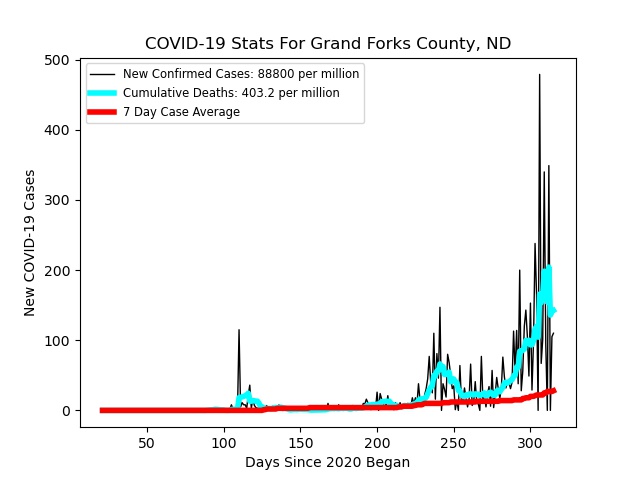 COVID-19 Stats For Grand Forks County, ND
New Confirmed Cases: 88800 per million
Cumulative Deaths: 403.2 per million
7 Day Case Average
500
400
300
200
100
0
New COVID-19 Cases
50 100 150 200 250 300
Days Since 2020 Began